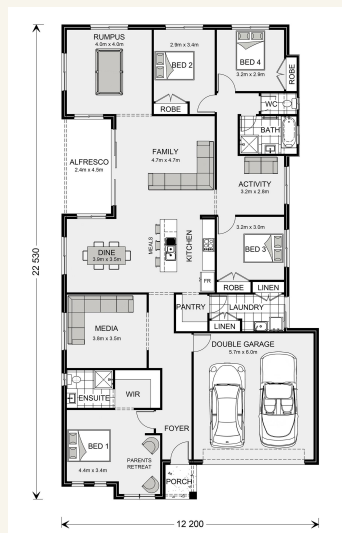 RUMPUS
4.0m x 4.0m
2.9m x 3.4m
BED 2
BED 4
3.2m x 2.9m
ROBE
ROBE
WC
BATH
FAMILY
4.7m x 4.7m
ALFRESCO
2.4m x 4.5m
ACTIVITY
3.2m x 2.8m
3.2m x 3.0m
BED 3
MEALS
KITCHEN
DINE
3.9m x 3.5m
FR
ROBE
LINEN
PANTRY
LAUNDRY
LINEN
MEDIA
3.8m x 3.5m
DOUBLE GARAGE
5.7m x 6.0m
ENSUITE
WIR
FOYER
BED 1
4.4m x 3.4m
PARENTS
RETREAT
PORCH
22 530
12 200